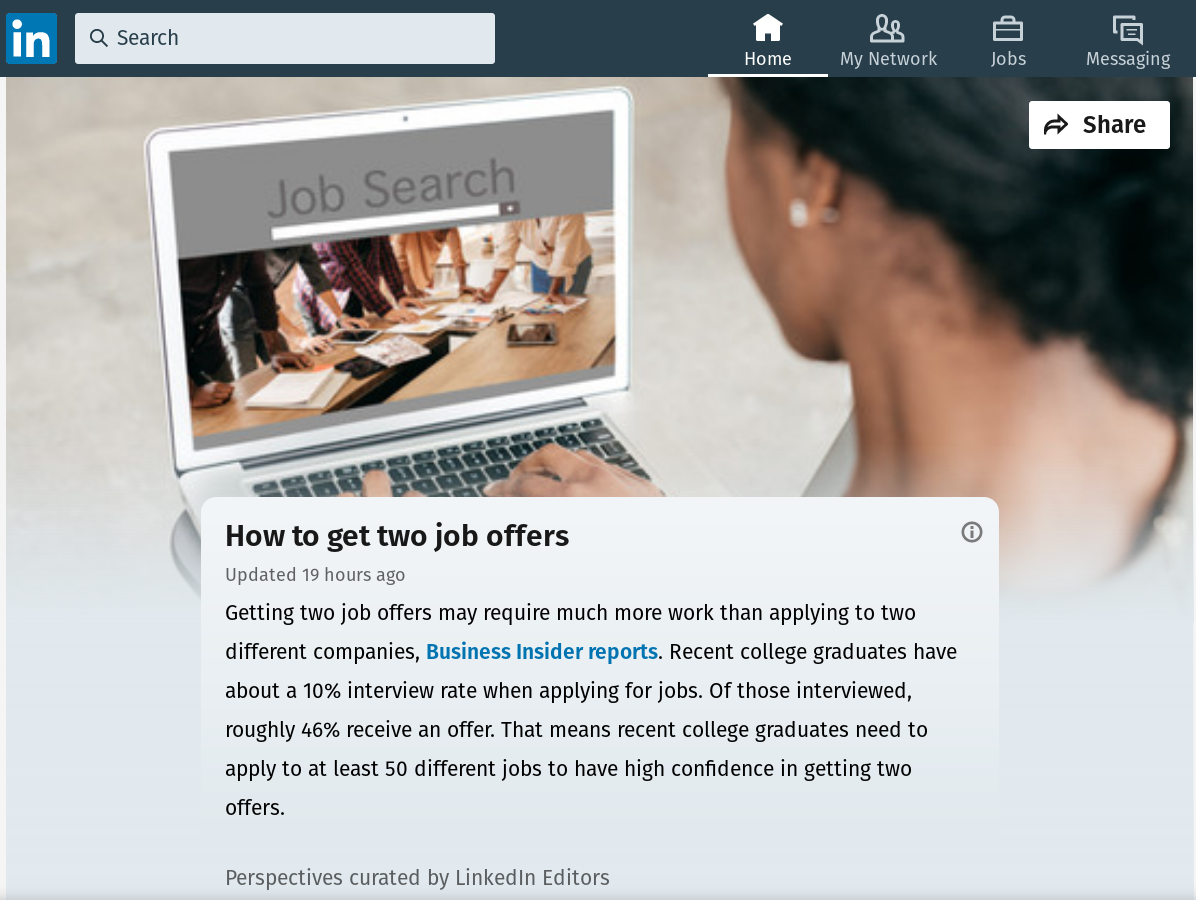 in
Search
Home
My Network
Jobs
Messaging
Share
Job Search
How to get two job offers
Updated 19 hours ago
Getting two job offers may require much more work than applying to two
different companies, Business Insider reports. Recent college graduates have
about a 10% interview rate when applying for jobs. Of those interviewed,
roughly 46% receive an offer. That means recent college graduates need to
apply to at least 50 different jobs to have high confidence in getting two
offers.
Perspectives curated by LinkedIn Editors